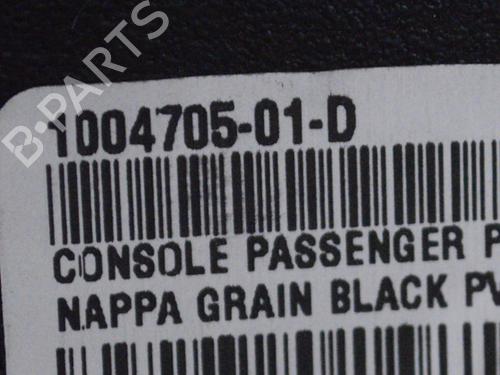 B-PARTS
1004705-01-D
CONSOLE PASSENGER P
NAPPA GRAIN BLACK PV